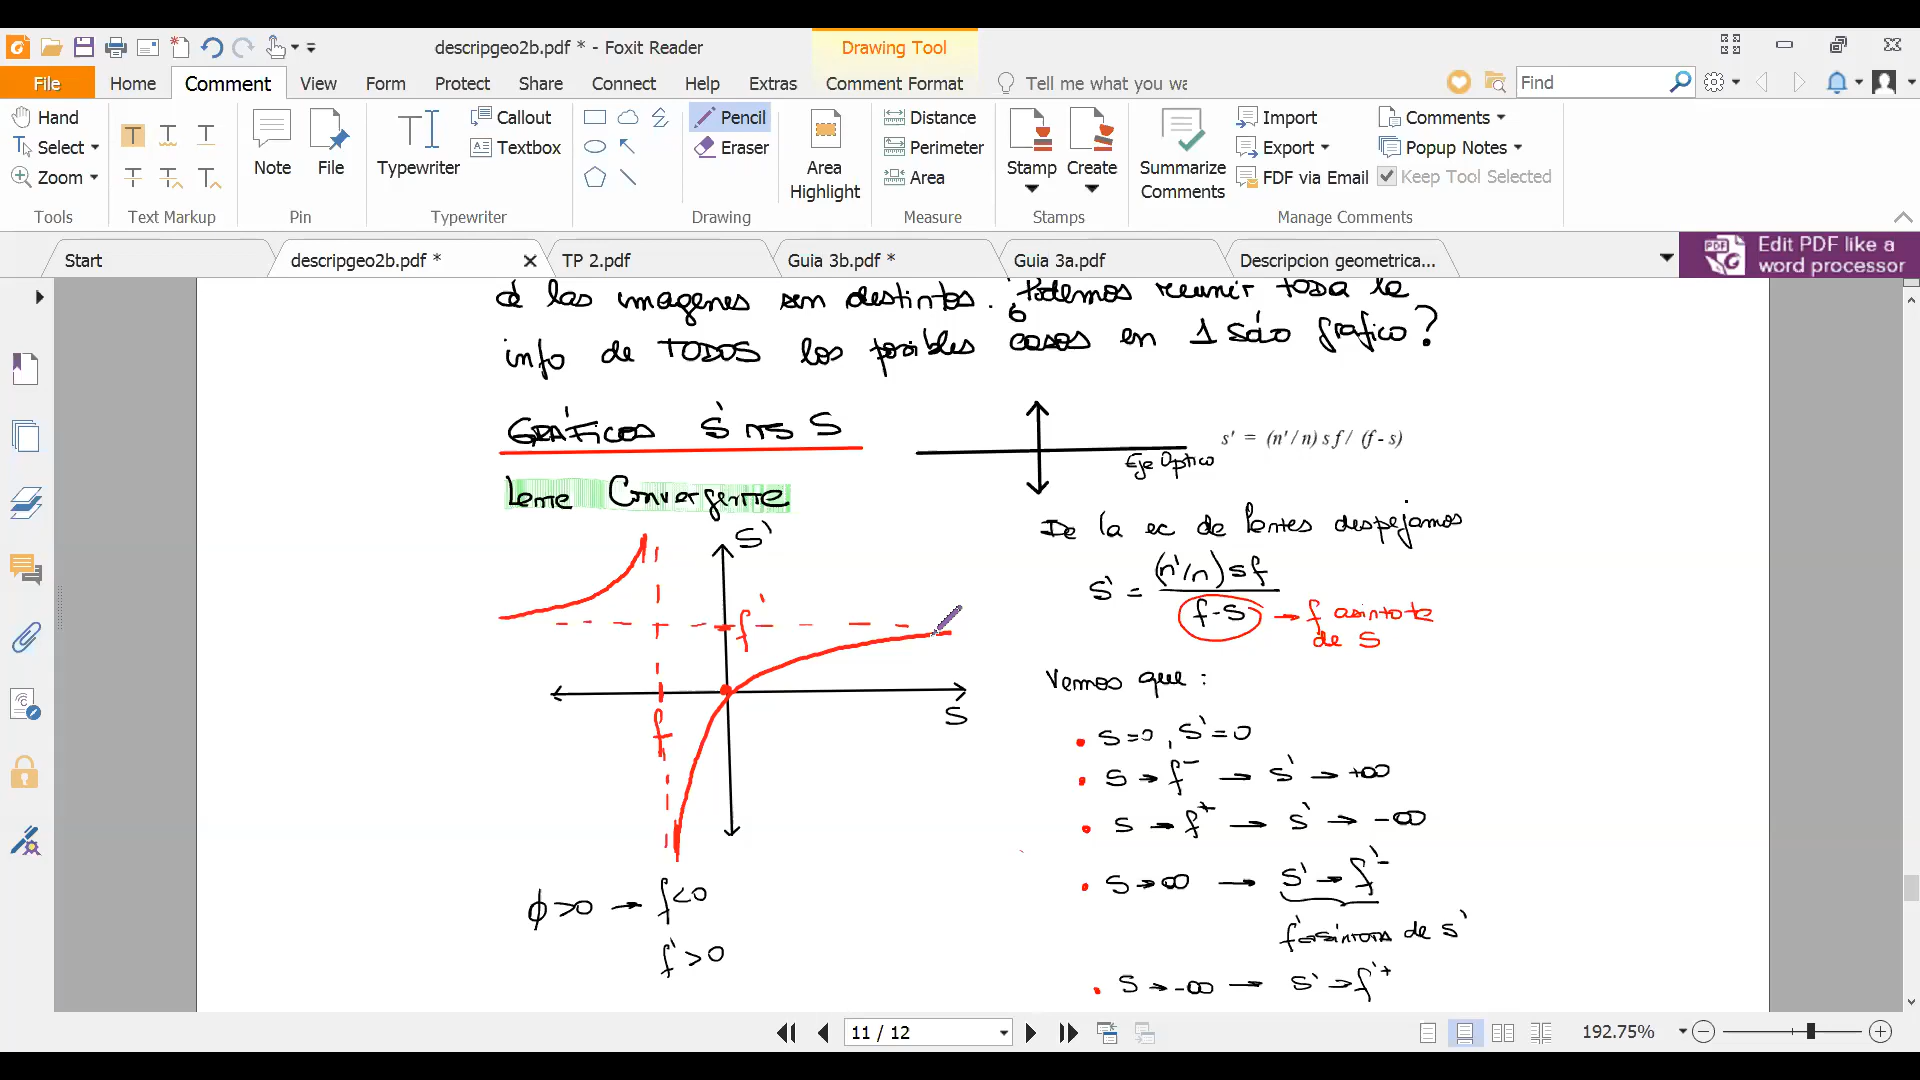 descripgeo2b.pdf * - Foxit Reader
Drawing Tool
File Home Comment View Form Protect Share Connect Help Extras Comment Format Tell me what you wa Find
Hand
Select
Zoom
Tools
Text Markup
Note
File
Pin
Typewriter
Callout
Textbox
Typewriter
Pencil
Eraser
Drawing
Area
Highlight
Distance
Perimeter
Area
Measure
Stamp
Create
Stamps
Summarize
Comments
Import
Export
FDF via Email
Comments
Popup Notes
Keep Tool Selected
Manage Comments
Start descripgeo2b.pdf * TP 2.pdf Guia 3b.pdf * Guia 3a.pdf Descripcion geometrica...
Edit PDF like a
word processor
d las imagenes son distintos. ¿Podemos reunir toda la
info de TODOS los posibles casos en 1 sólo gráfico?
GRÁFICOS S' vs S
Eje Optico
s' = (n'/n) s f / (f - s)
Lente Convergente
S'
f'
f
S
ϕ>0 → f<0
f'>0
De la ec de lentes despejamos
S' = (n'/n) s f
f-S → f asintota
de S
Vemos que:
• S=0, S'=0
• S → f⁻ → S' → +∞
• S → f⁺ → S' → -∞
• S → ∞ → S' → f'⁻
f' asintota de S'
• S → -∞ → S' → f'⁺
11 / 12
192.75%